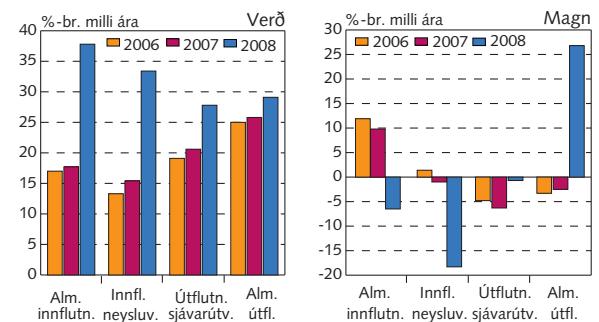 %-br. milli ára Verð
2006 2007 2008
40
35
30
25
20
15
10
5
0
Alm. innflutn.
Innfl. neysluv.
Útflutn. sjávarútv.
Alm. útfl.
%-br. milli ára Magn
2006 2007 2008
30
25
20
15
10
5
0
-5
-10
-15
-20
Alm. innflutn.
Innfl. neysluv.
Útflutn. sjávarútv.
Alm. útfl.